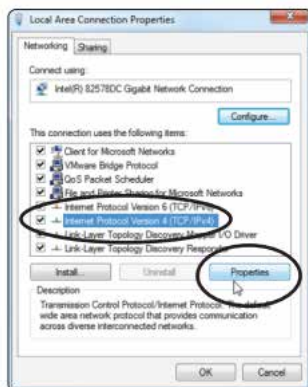 Local Area Connection Properties
Networking Sharing
Connect using:
Intel(R) 82578DC Gigabit Network Connection
Configure...
This connection uses the following items:
Client for Microsoft Networks
VMware Bridge Protocol
QoS Packet Scheduler
File and Printer Sharing for Microsoft Networks
Internet Protocol Version 6 (TCP/IPv6)
Internet Protocol Version 4 (TCP/IPv4)
Link-Layer Topology Discovery Mapper I/O Driver
Link-Layer Topology Discovery Responder
Install... Uninstall Properties
Description
Transmission Control Protocol/Internet Protocol. The default
wide area network protocol that provides communication
across diverse interconnected networks.
OK Cancel